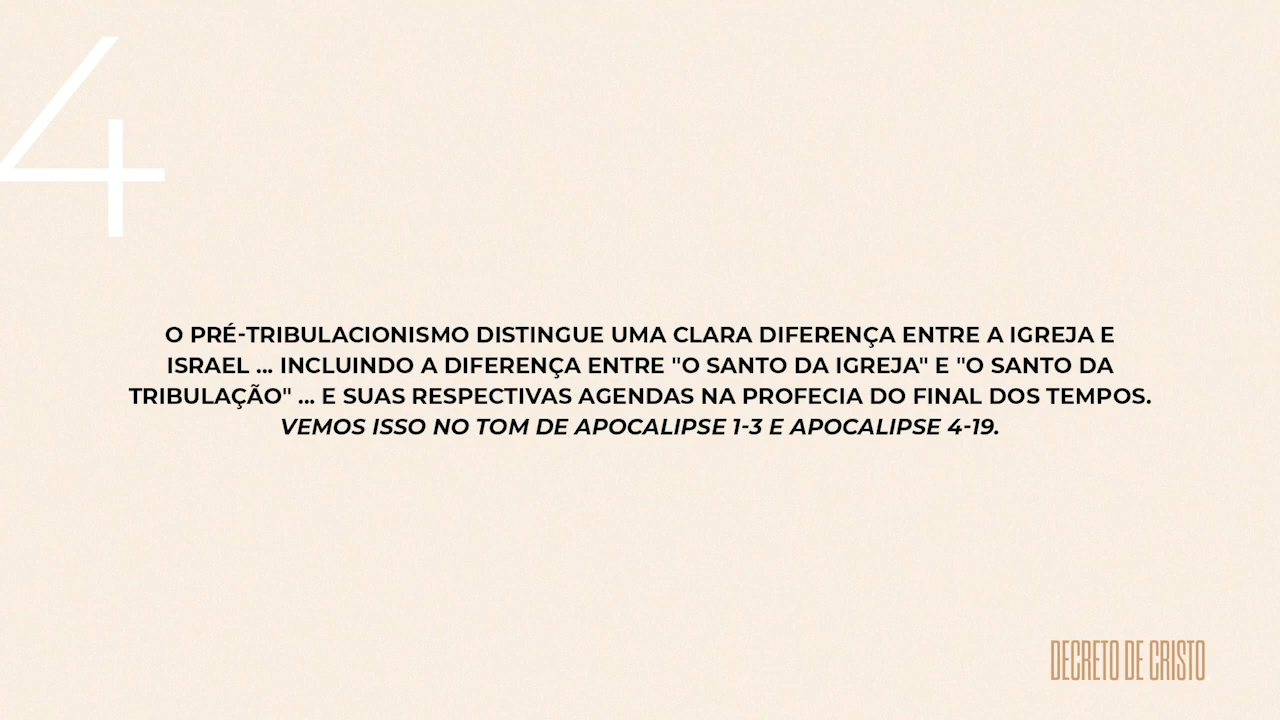 4
O PRÉ-TRIBULACIONISMO DISTINGUE UMA CLARA DIFERENÇA ENTRE A IGREJA E
ISRAEL ... INCLUINDO A DIFERENÇA ENTRE "O SANTO DA IGREJA" E "O SANTO DA
TRIBULAÇÃO" ... E SUAS RESPECTIVAS AGENDAS NA PROFECIA DO FINAL DOS TEMPOS.
VEMOS ISSO NO TOM DE APOCALIPSE 1-3 E APOCALIPSE 4-19.
DECRETO DE CRISTO.